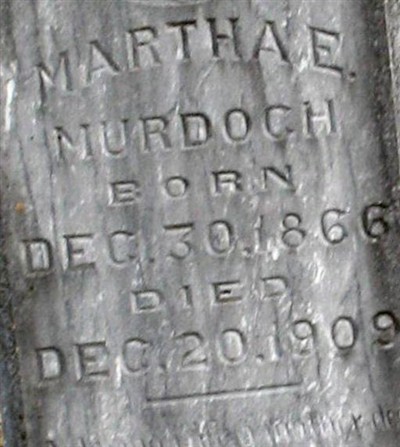 MARTHA E.
MURDOCH
BORN
DEC. 30, 1866
DIED
DEC. 20, 1909